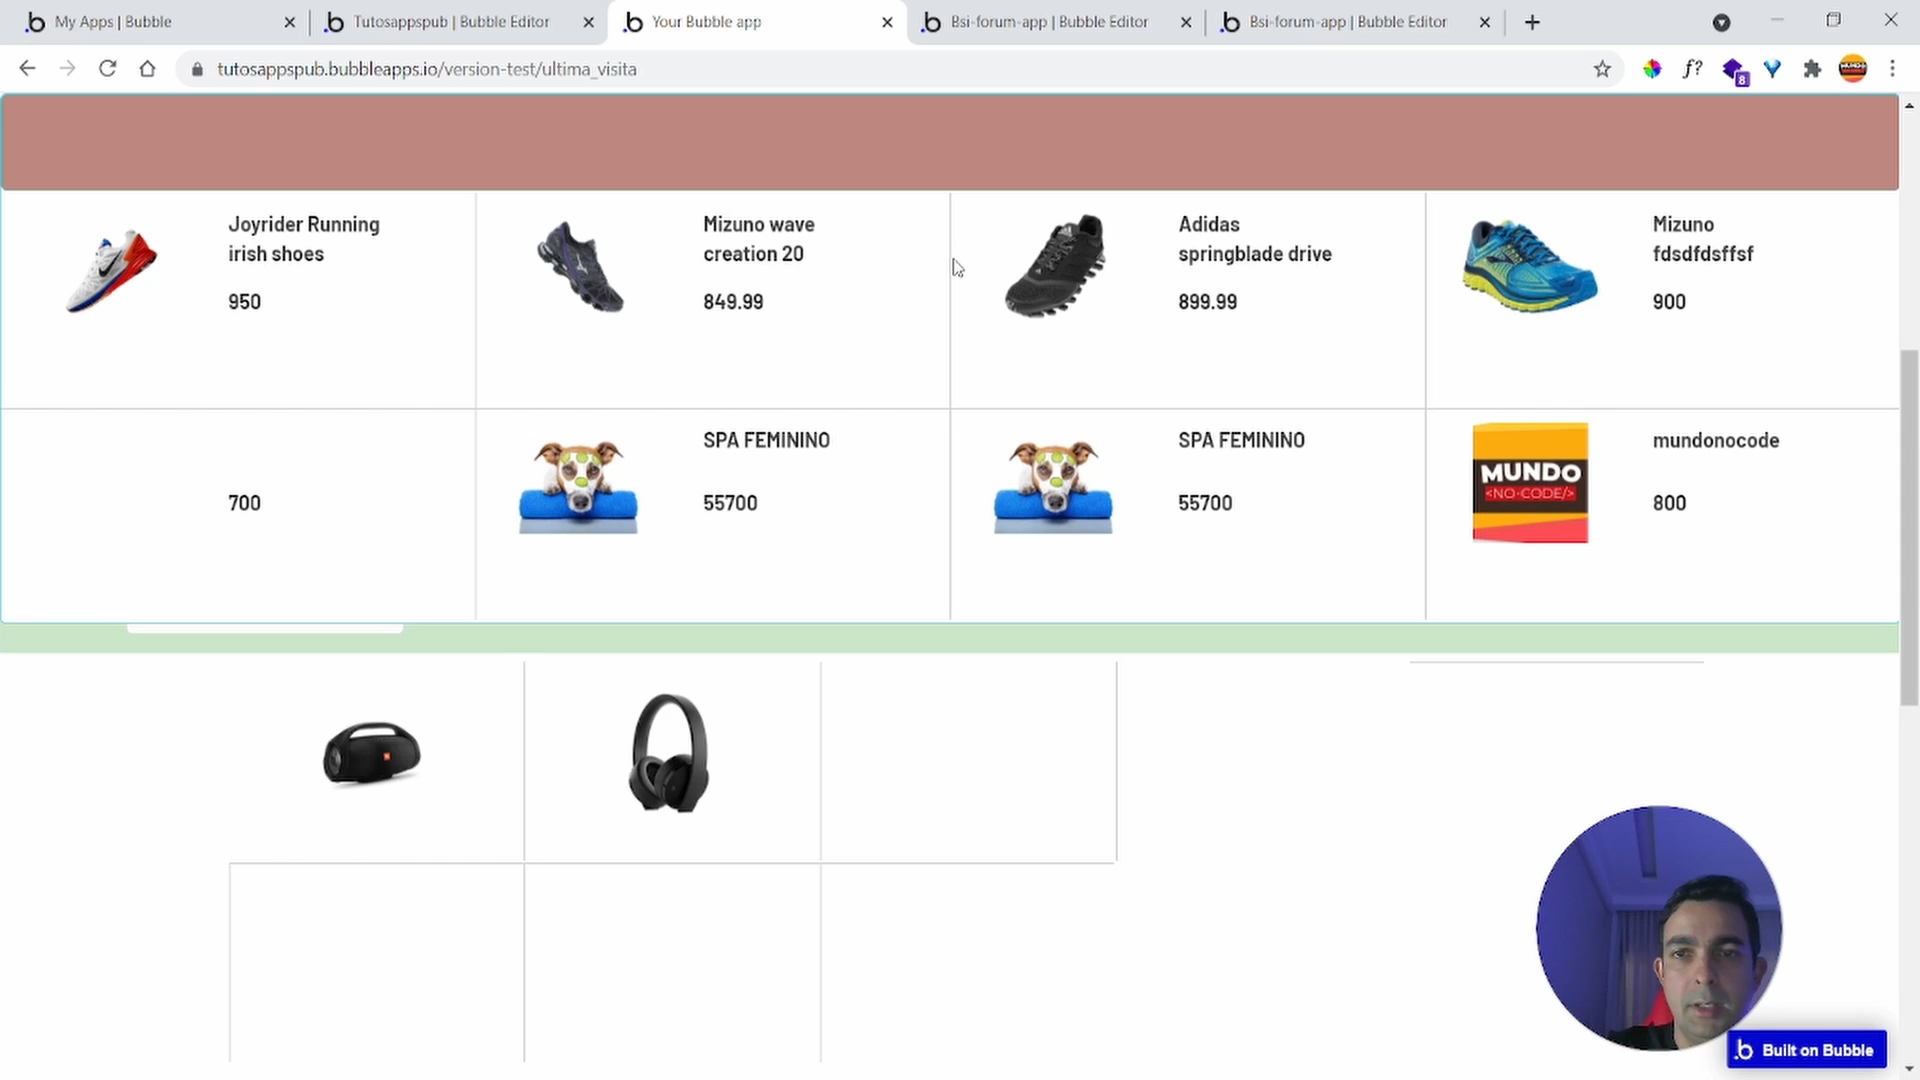 My Apps | Bubble
Tutosappspub | Bubble Editor
Your Bubble app
Bsi-forum-app | Bubble Editor
Bsi-forum-app | Bubble Editor
tutosappspub.bubbleapps.io/version-test/ultima_visita
f?
8
Joyrider Running
irish shoes
950
Mizuno wave
creation 20
849.99
Adidas
springblade drive
899.99
Mizuno
fdsdfdsffsf
900
700
SPA FEMININO
55700
SPA FEMININO
55700
MUNDO
<NO-CODE/>
mundonocode
800
Built on Bubble